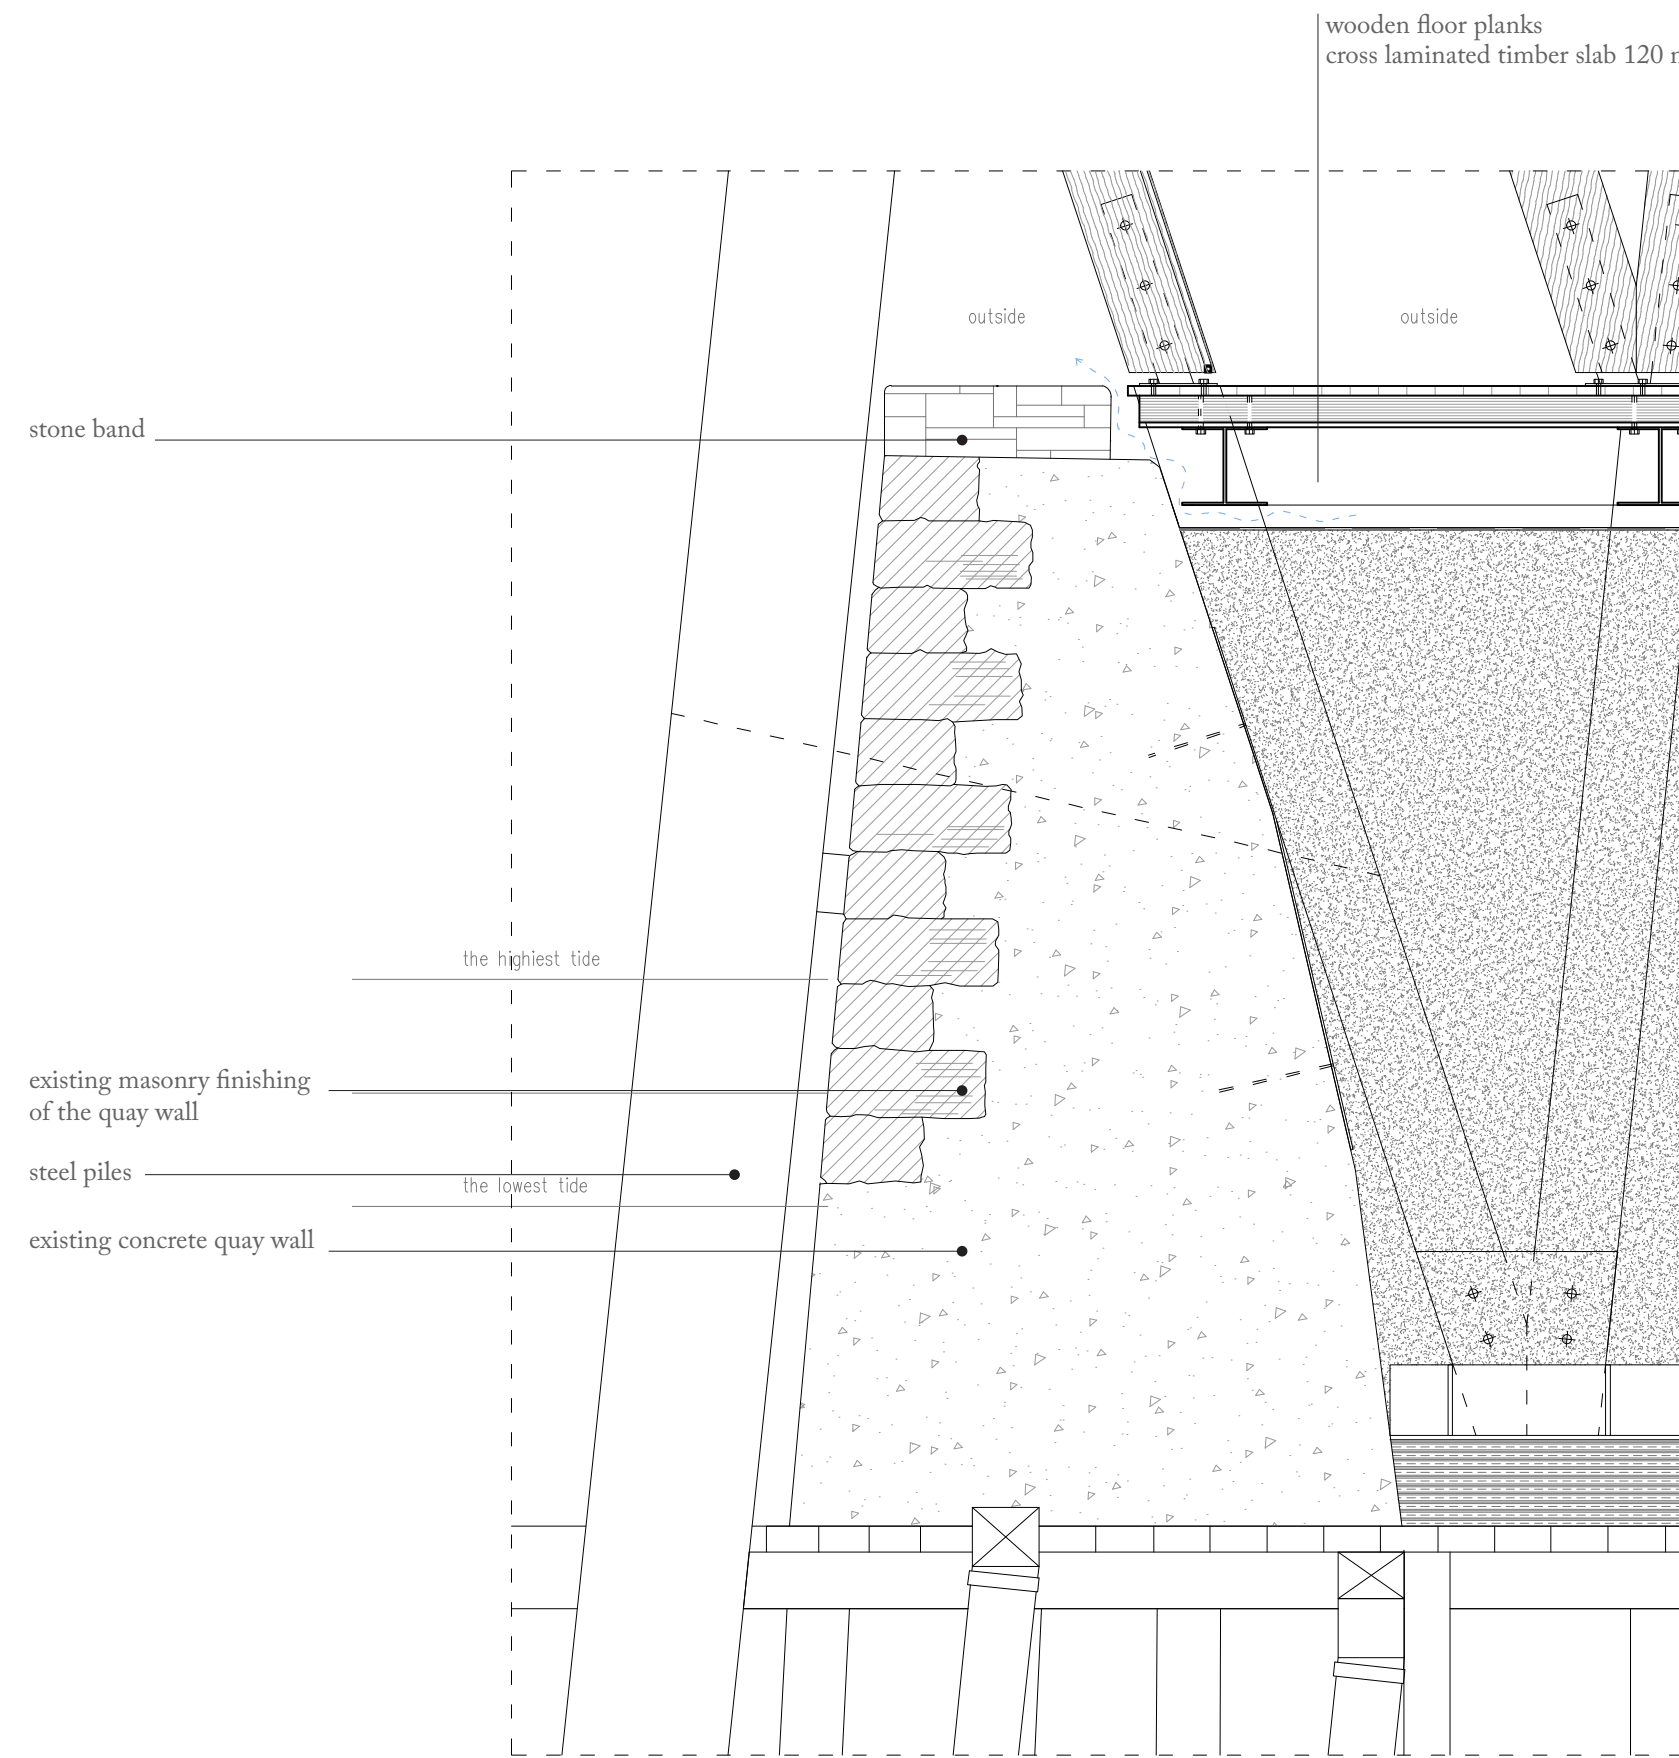 wooden floor planks
cross laminated timber slab 120
outside
outside
stone band
the highiest tide
existing masonry finishing
of the quay wall
steel piles
the lowest tide
existing concrete quay wall